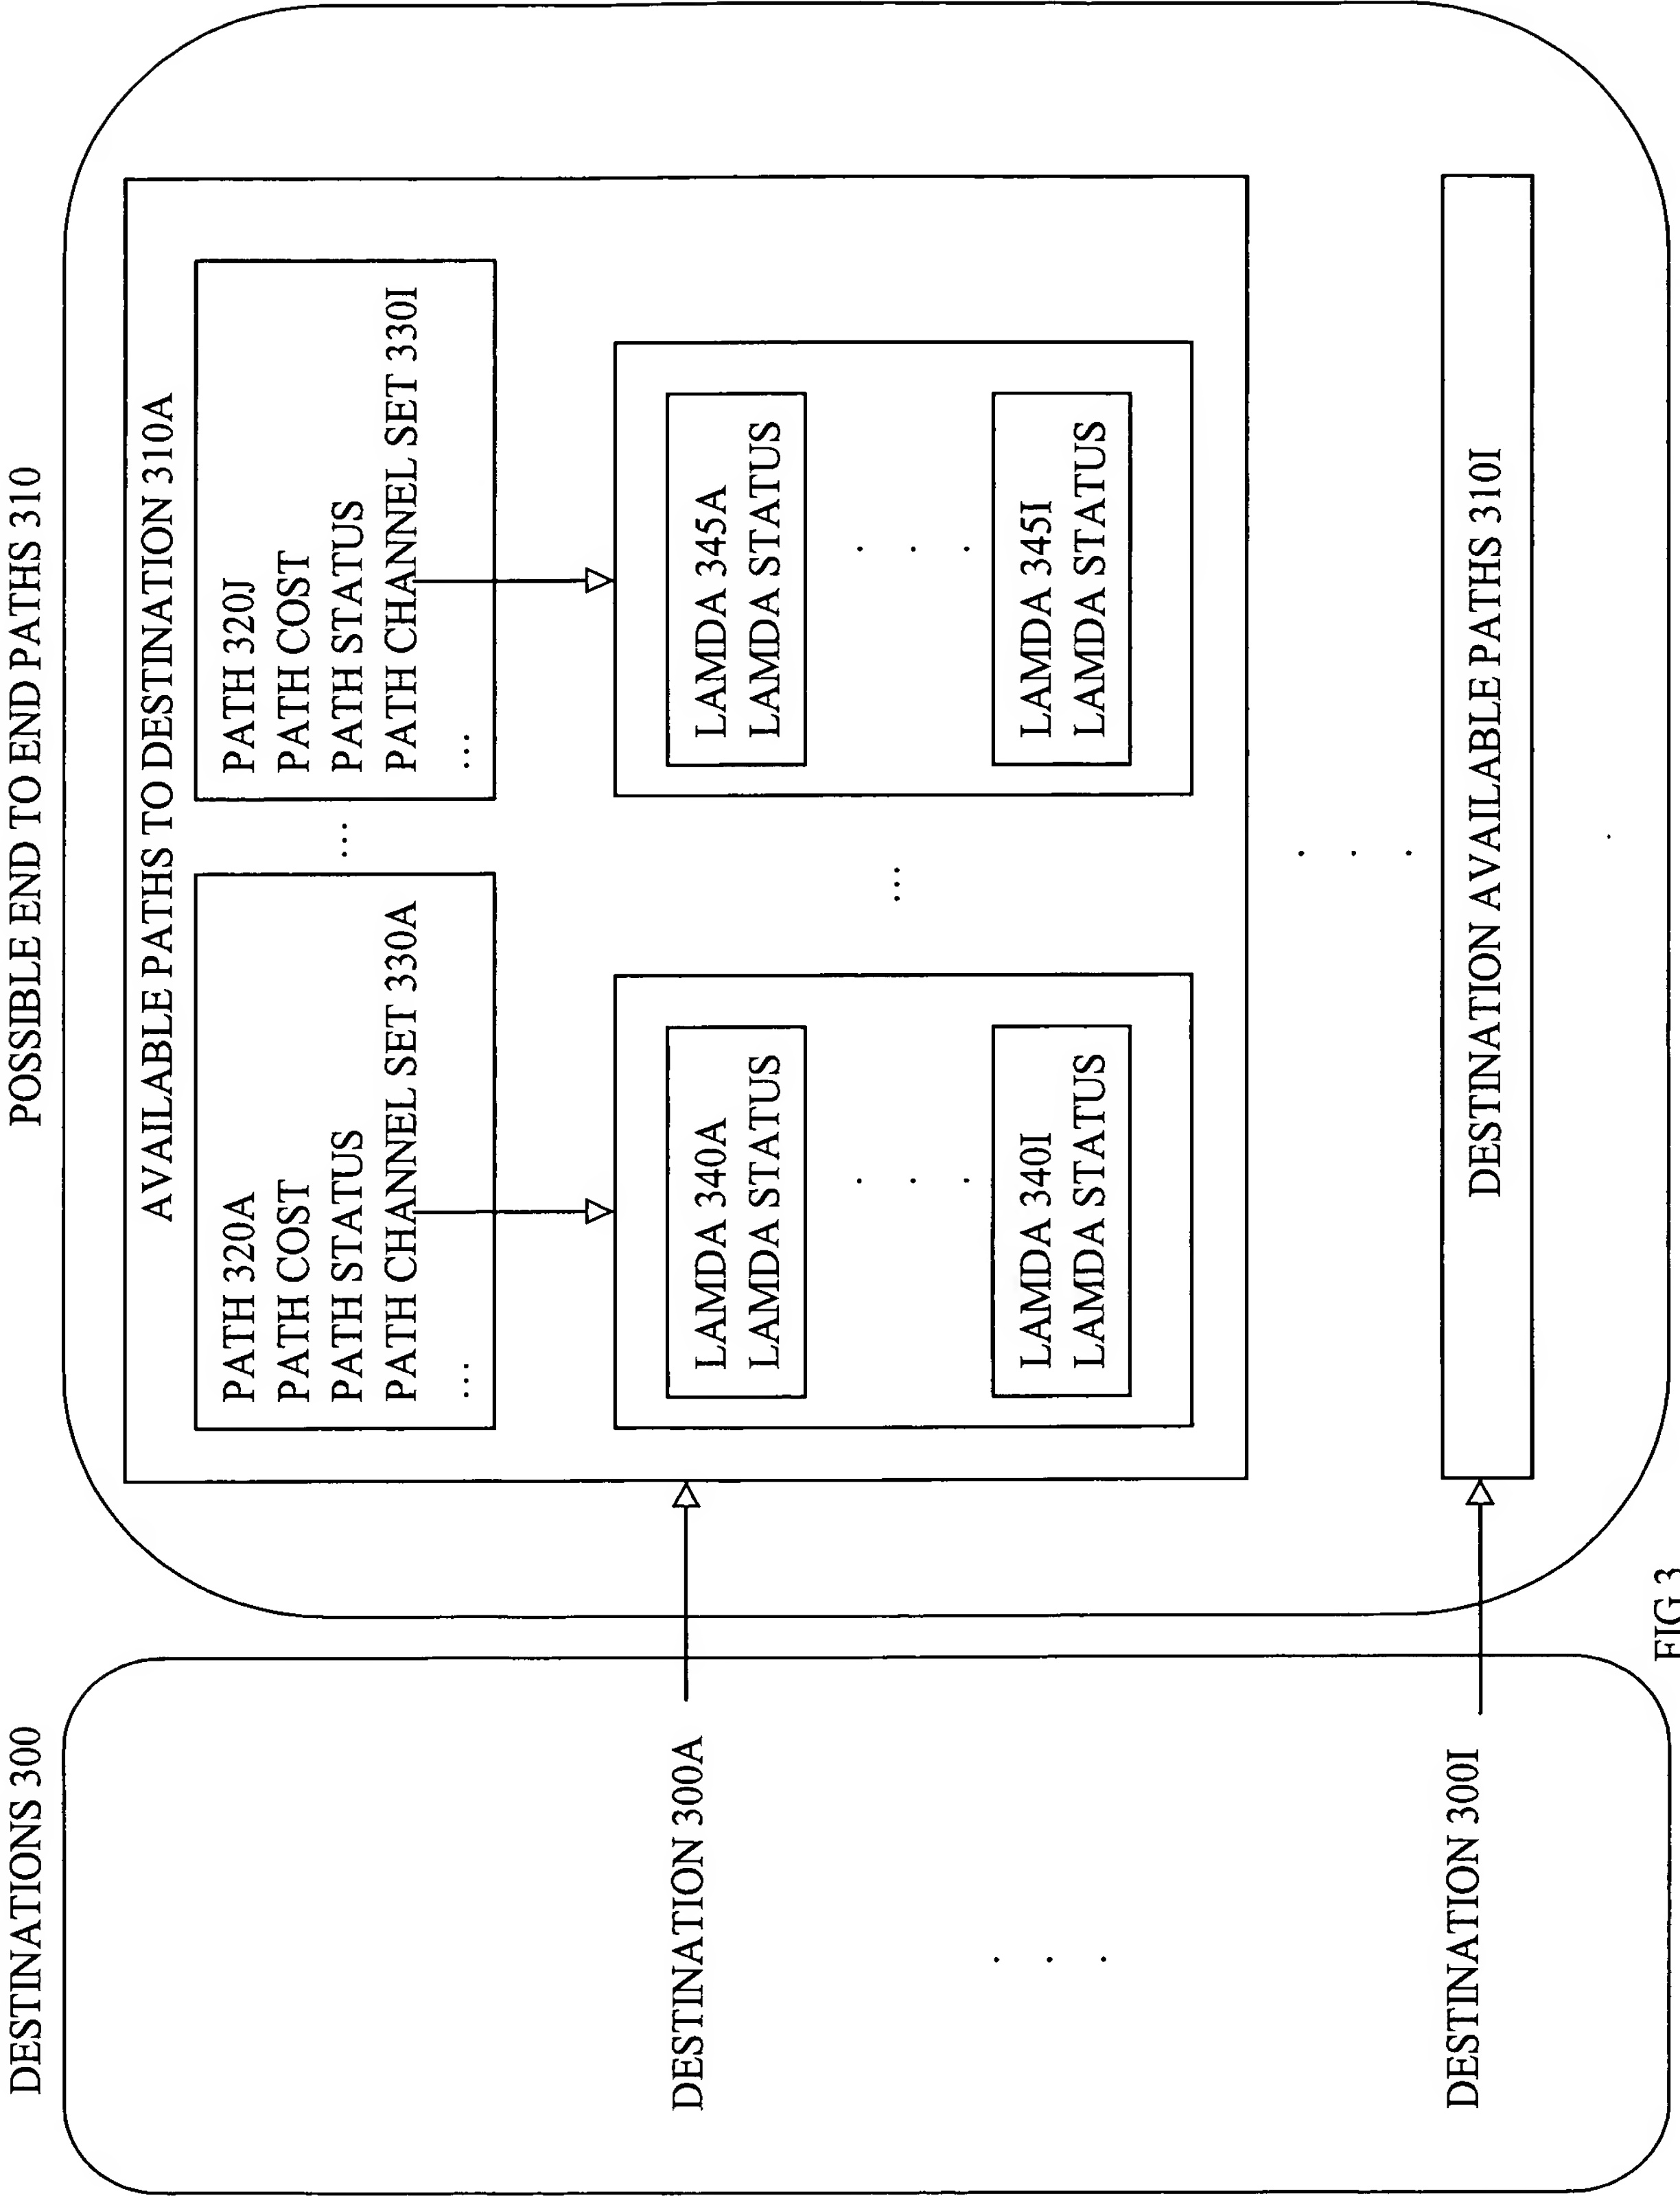 DESTINATIONS 300
DESTINATION 300A
. . .
DESTINATION 300I
POSSIBLE END TO END PATHS 310
AVAILABLE PATHS TO DESTINATION 310A
PATH 320A
PATH COST
PATH STATUS
PATH CHANNEL SET 330A
...
...
PATH 320J
PATH COST
PATH STATUS
PATH CHANNEL SET 330I
...
LAMDA 340A
LAMDA STATUS
. . .
LAMDA 340I
LAMDA STATUS
...
LAMDA 345A
LAMDA STATUS
. . .
LAMDA 345I
LAMDA STATUS
. . .
DESTINATION AVAILABLE PATHS 310I
FIG 3